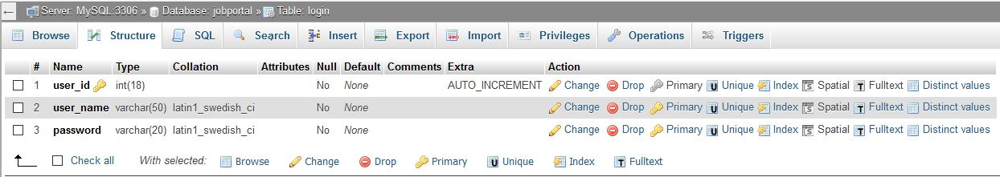 Server: MySQL:3306 » Database: jobportal » Table: login
Browse Structure SQL Search Insert Export Import Privileges Operations Triggers
# Name Type Collation Attributes Null Default Comments Extra Action
1 user_id int(18) No None AUTO_INCREMENT Change Drop Primary Unique Index Spatial Fulltext Distinct values
2 user_name varchar(50) latin1_swedish_ci No None Change Drop Primary Unique Index Spatial Fulltext Distinct values
3 password varchar(20) latin1_swedish_ci No None Change Drop Primary Unique Index Spatial Fulltext Distinct values
Check all With selected: Browse Change Drop Primary Unique Index Fulltext